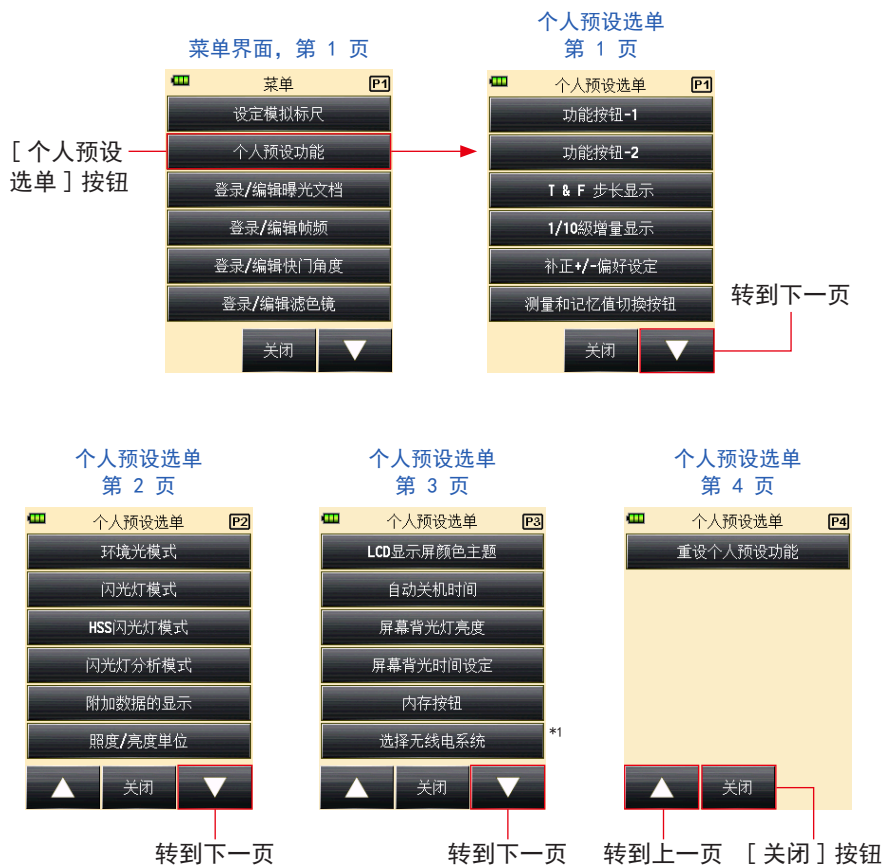 菜单界面, 第 1 页
个人预设选单
第 1 页
菜单
P1
设定模拟标尺
个人预设功能
登录/编辑曝光文档
登录/编辑帧频
登录/编辑快门角度
登录/编辑滤色镜
关闭
[ 个人预设
选单 ] 按钮
个人预设选单
P1
功能按钮-1
功能按钮-2
T & F 步长显示
1/10級增量显示
补正+/-偏好设定
测量和记忆值切换按钮
关闭
转到下一页
个人预设选单
第 2 页
个人预设选单
P2
环境光模式
闪光灯模式
HSS闪光灯模式
闪光灯分析模式
附加数据的显示
照度/亮度単位
关闭
转到下一页
个人预设选单
第 3 页
个人预设选单
P3
LCD显示屏颜色主题
自动关机时间
屏幕背光灯亮度
屏幕背光时间设定
内存按钮
选择无线电系统
*1
关闭
转到下一页
个人预设选单
第 4 页
个人预设选单
P4
重设个人预设功能
关闭
转到上一页
[ 关闭 ] 按钮